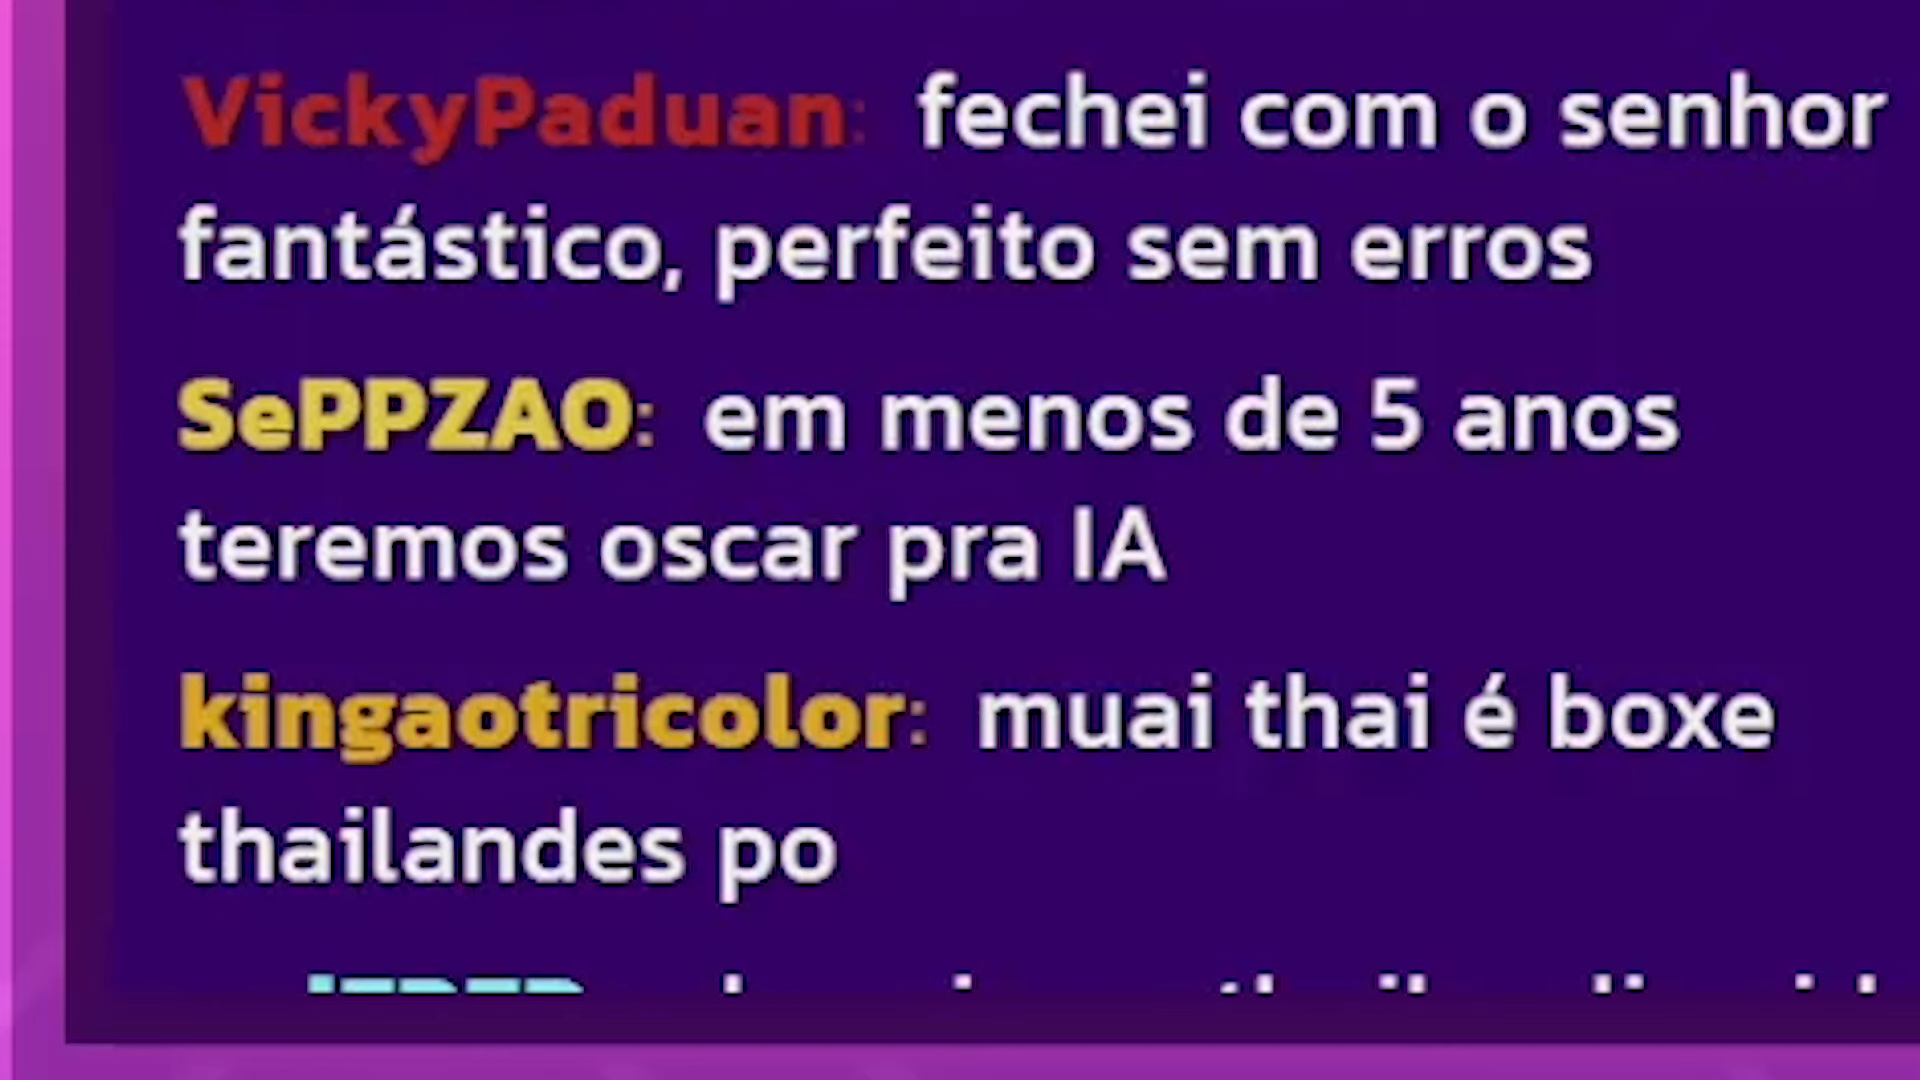 VickyPaduan: fechei com o senhor
fantástico, perfeito sem erros
SePPZAO: em menos de 5 anos
teremos oscar pra IA
kingaotricolor: muai thai é boxe
thailandes po